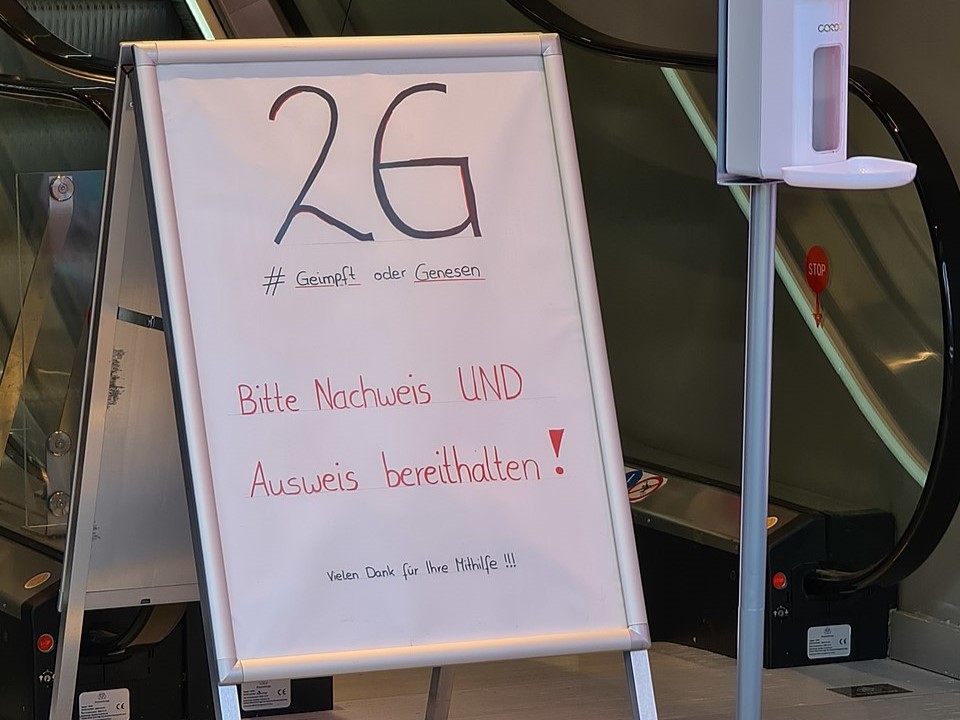 2G
# Geimpft oder Genesen
Bitte Nachweis UND
Ausweis bereithalten!
Vielen Dank für Ihre Mithilfe !!!
STOP